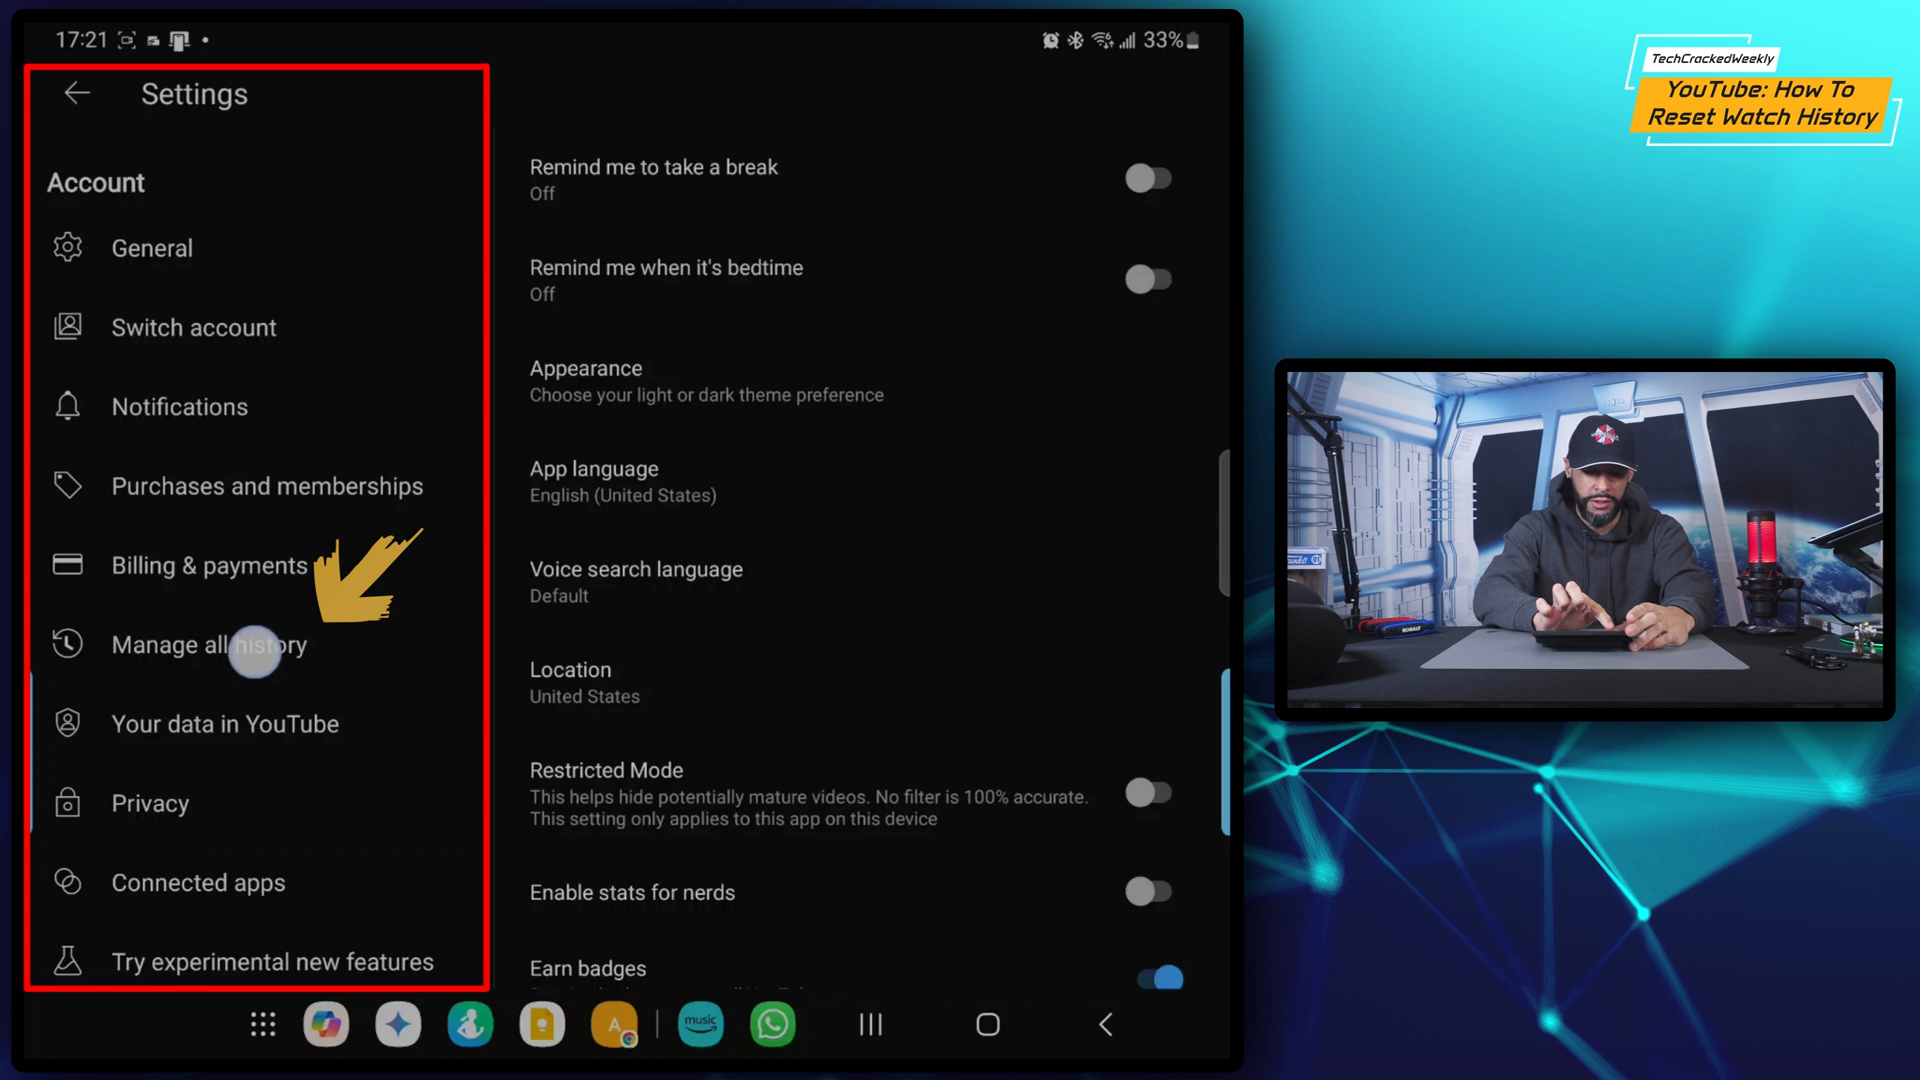 17:21
33%
TechCrackedWeekly
YouTube: How To
Reset Watch History
Settings
Account
General
Switch account
Notifications
Purchases and memberships
Billing & payments
Manage all history
Your data in YouTube
Privacy
Connected apps
Try experimental new features
Remind me to take a break
Off
Remind me when it's bedtime
Off
Appearance
Choose your light or dark theme preference
App language
English (United States)
Voice search language
Default
Location
United States
Restricted Mode
This helps hide potentially mature videos. No filter is 100% accurate.
This setting only applies to this app on this device
Enable stats for nerds
Earn badges
A
music
KOBALT